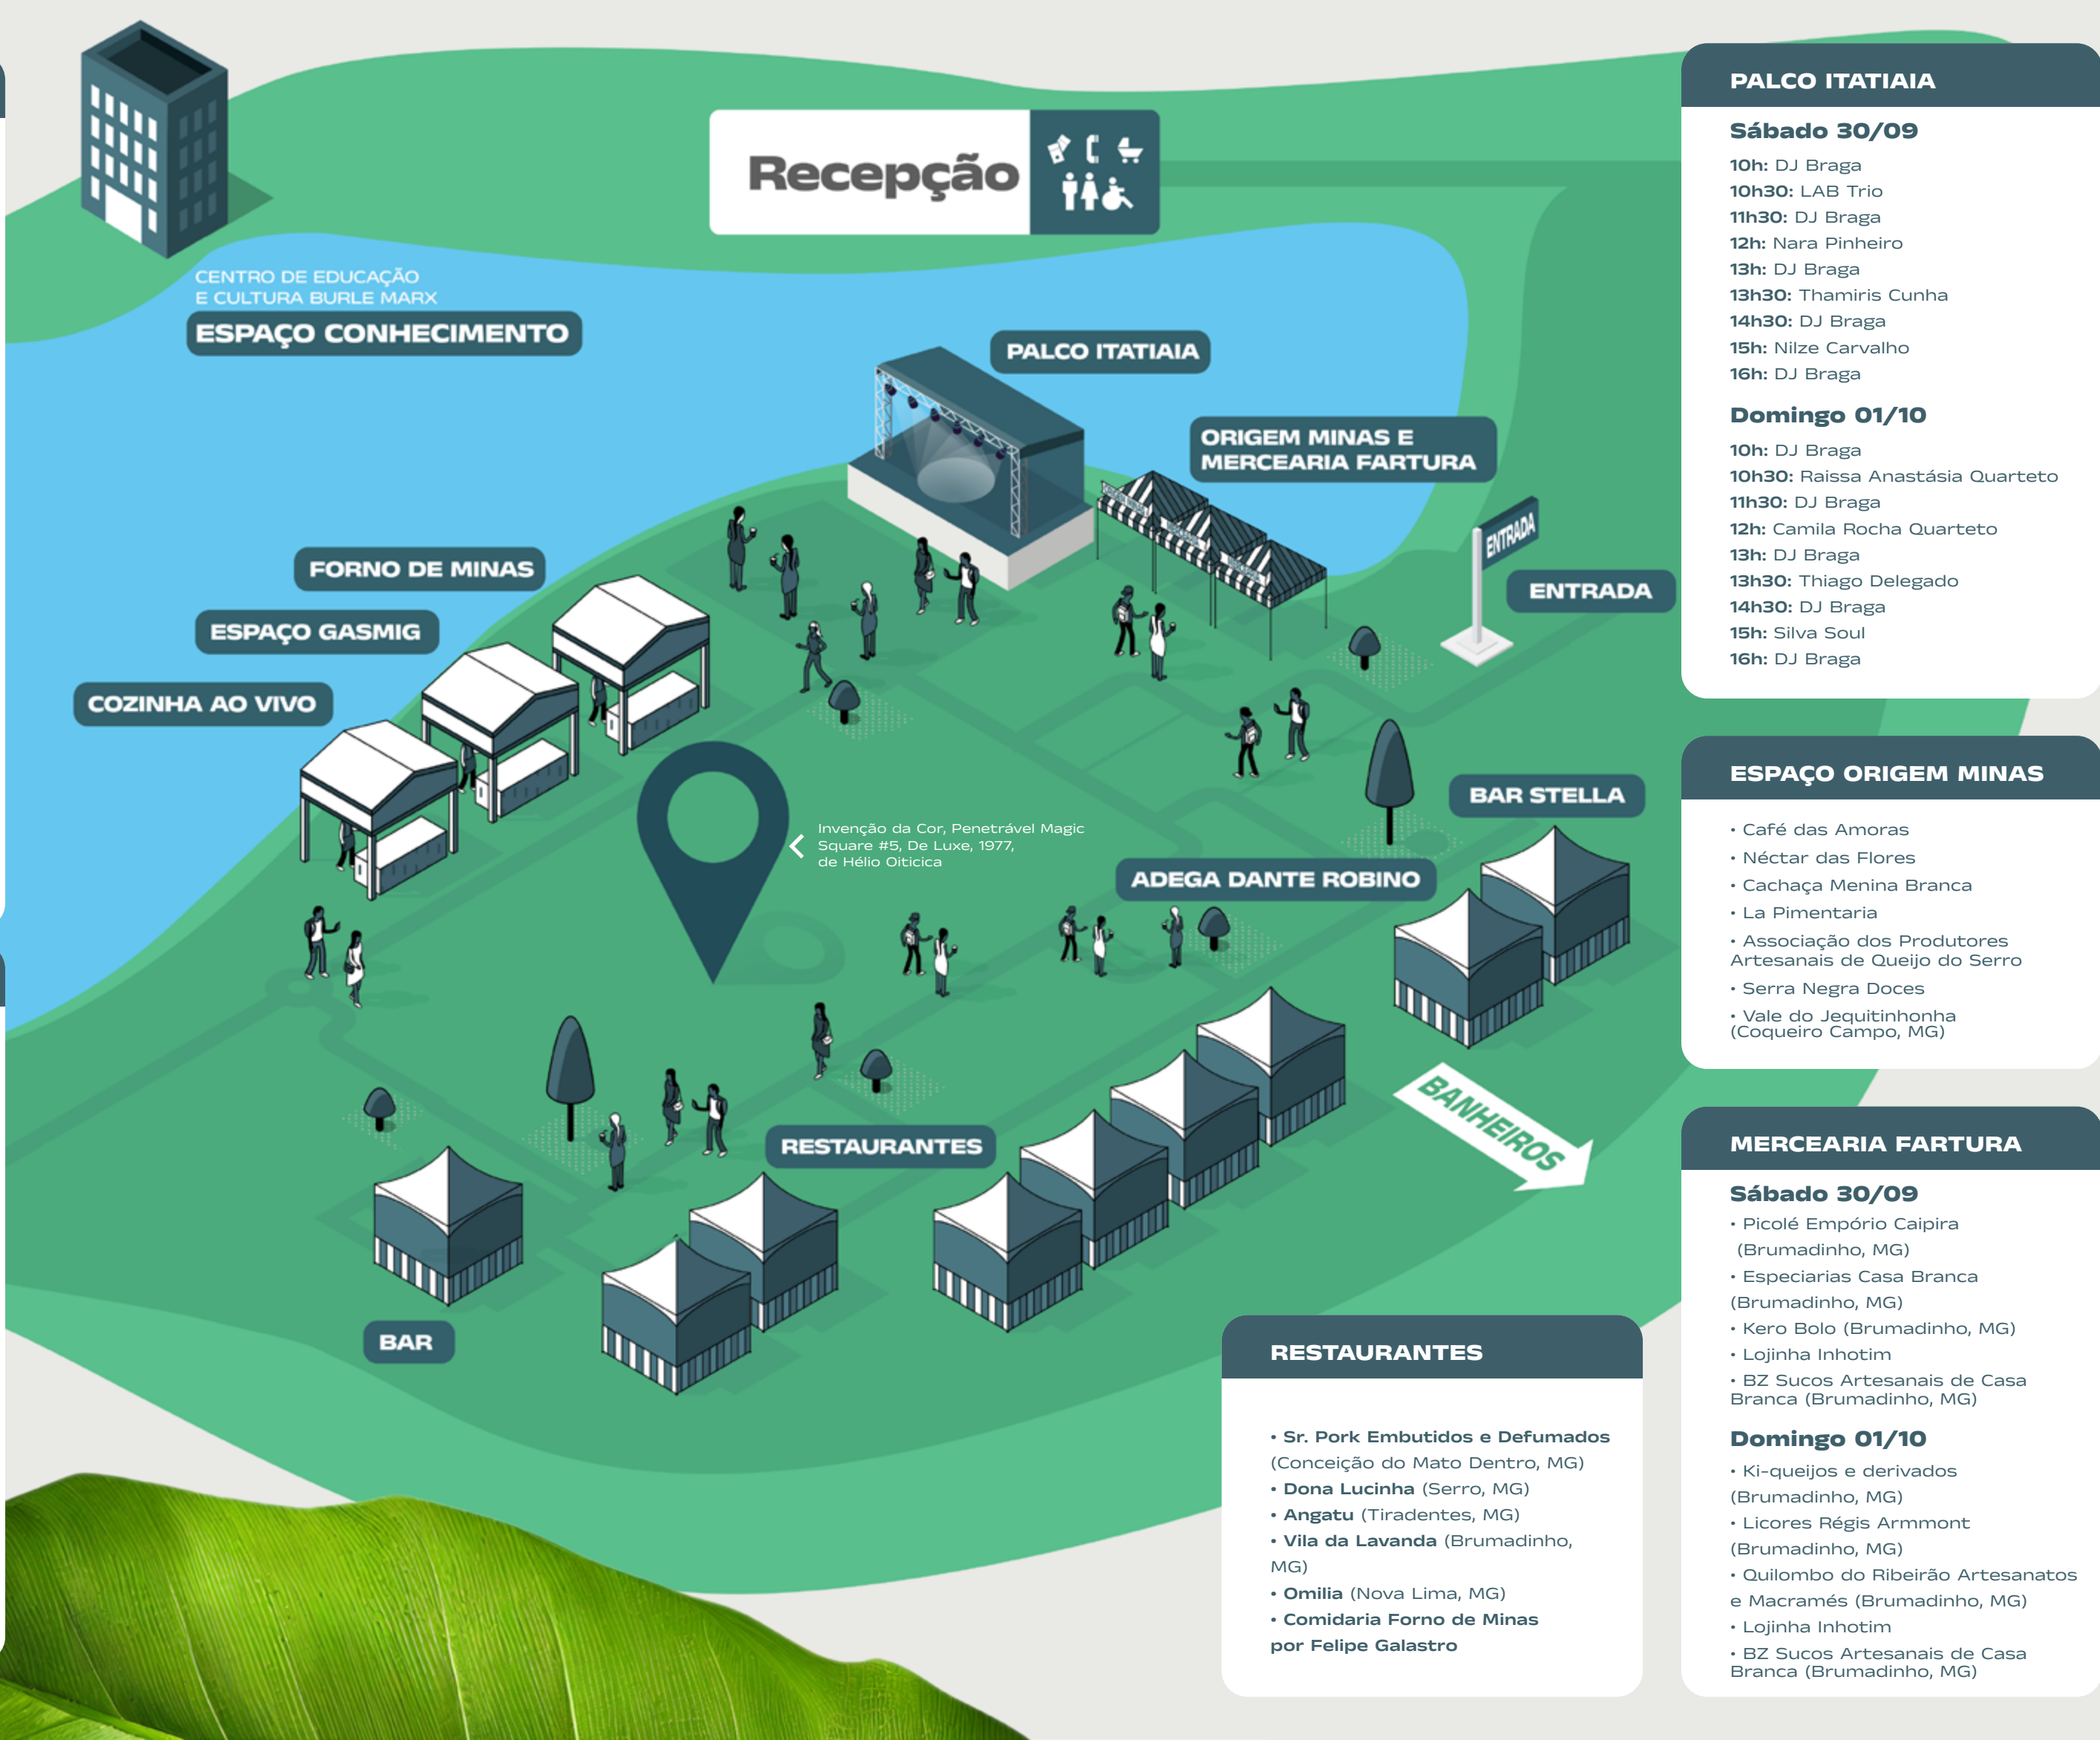 Recepção
CENTRO DE EDUCAÇÃO
E CULTURA BURLE MARX
ESPAÇO CONHECIMENTO
PALCO ITATIAIA
ORIGEM MINAS E
MERCEARIA FARTURA
ENTRADA
ENTRADA
FORNO DE MINAS
ESPAÇO GASMIG
COZINHA AO VIVO
Invenção da Cor, Penetrável Magic
Square #5, De Luxe, 1977,
de Hélio Oiticica
BAR STELLA
ADEGA DANTE ROBINO
BANHEIROS
RESTAURANTES
BAR
RESTAURANTES
• Sr. Pork Embutidos e Defumados
(Conceição do Mato Dentro, MG)
• Dona Lucinha (Serro, MG)
• Angatu (Tiradentes, MG)
• Vila da Lavanda (Brumadinho,
MG)
• Omilia (Nova Lima, MG)
• Comidaria Forno de Minas
por Felipe Galastro
PALCO ITATIAIA
Sábado 30/09
10h: DJ Braga
10h30: LAB Trio
11h30: DJ Braga
12h: Nara Pinheiro
13h: DJ Braga
13h30: Thamiris Cunha
14h30: DJ Braga
15h: Nilze Carvalho
16h: DJ Braga
Domingo 01/10
10h: DJ Braga
10h30: Raissa Anastásia Quarteto
11h30: DJ Braga
12h: Camila Rocha Quarteto
13h: DJ Braga
13h30: Thiago Delegado
14h30: DJ Braga
15h: Silva Soul
16h: DJ Braga
ESPAÇO ORIGEM MINAS
• Café das Amoras
• Néctar das Flores
• Cachaça Menina Branca
• La Pimentaria
• Associação dos Produtores
Artesanais de Queijo do Serro
• Serra Negra Doces
• Vale do Jequitinhonha
(Coqueiro Campo, MG)
MERCEARIA FARTURA
Sábado 30/09
• Picolé Empório Caipira
(Brumadinho, MG)
• Especiarias Casa Branca
(Brumadinho, MG)
• Kero Bolo (Brumadinho, MG)
• Lojinha Inhotim
• BZ Sucos Artesanais de Casa
Branca (Brumadinho, MG)
Domingo 01/10
• Ki-queijos e derivados
(Brumadinho, MG)
• Licores Régis Armmont
(Brumadinho, MG)
• Quilombo do Ribeirão Artesanatos
e Macramés (Brumadinho, MG)
• Lojinha Inhotim
• BZ Sucos Artesanais de Casa
Branca (Brumadinho, MG)